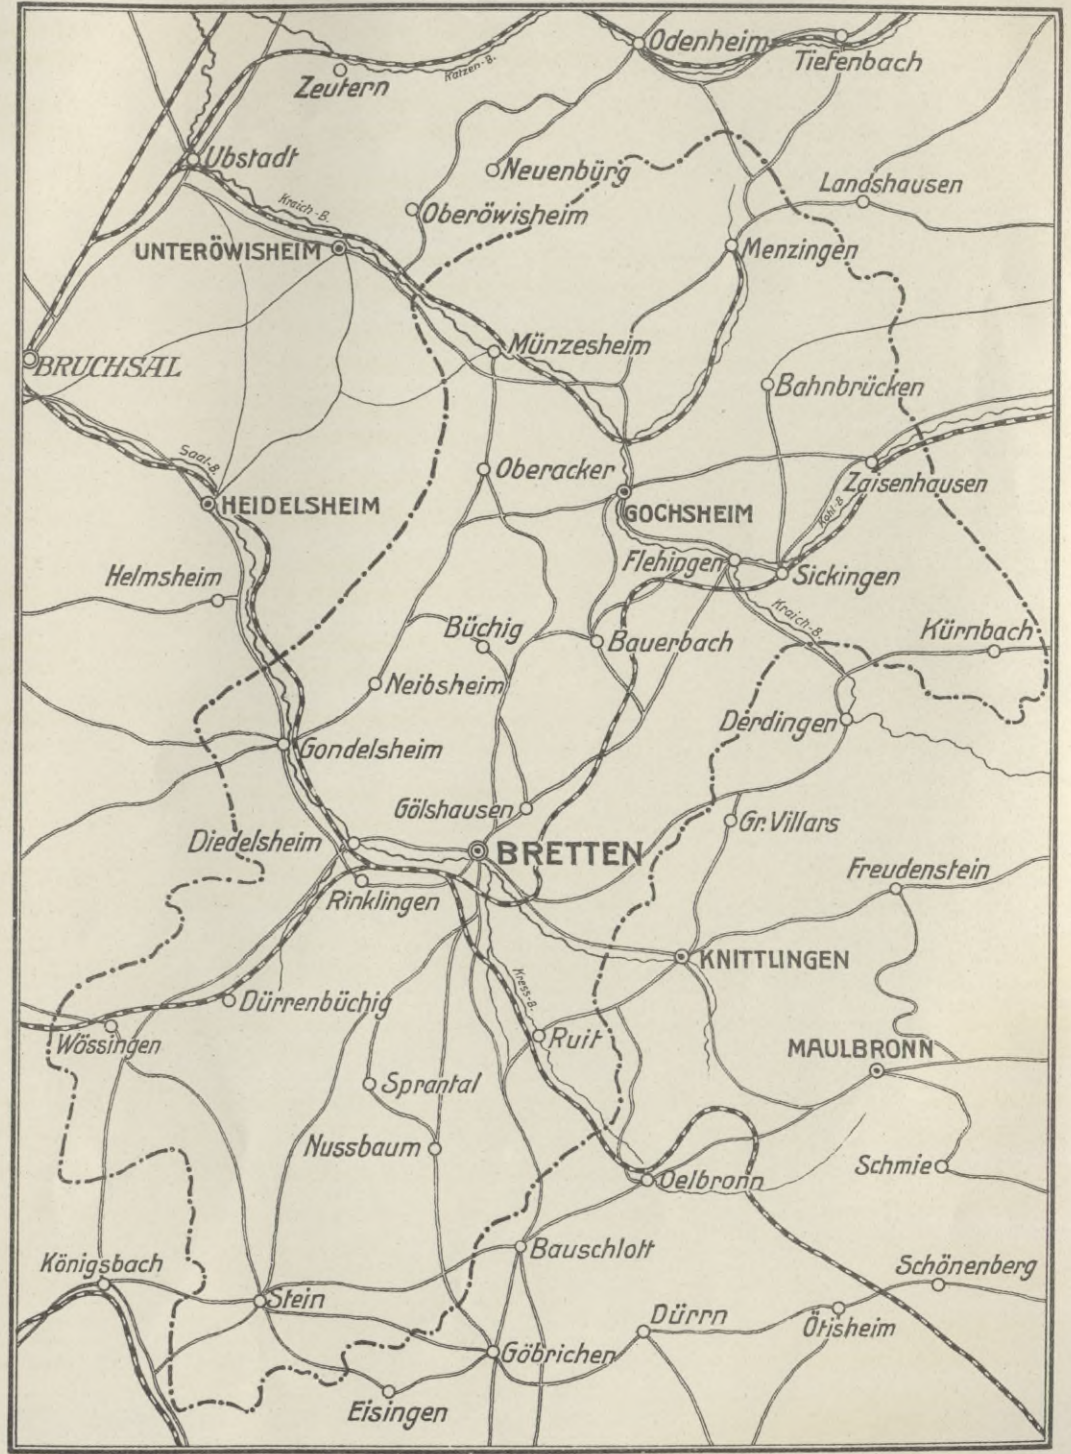 Odenheim
Tiefenbach
Zeutern
Katzen-B.
Ubstadt
Neuenbürg
Landshausen
Kraich-B.
Oberöwisheim
UNTERÖWISHEIM
Menzingen
BRUCHSAL
Münzesheim
Bahnbrücken
Saal-B.
Oberacker
Zaisenhausen
HEIDELSHEIM
GOCHSHEIM
Kohl-B.
Flehingen
Sickingen
Helmsheim
Kraich-B.
Büchig
Bauerbach
Kürnbach
Neibsheim
Derdingen
Gondelsheim
Gölshausen
Gr. Villars
Diedelsheim
BRETTEN
Freudenstein
Rinklingen
KNITTLINGEN
Kress-B.
Dürrenbüchig
Wössingen
Ruit
MAULBRONN
Sprantal
Nussbaum
Schmie
Oelbronn
Bauschlott
Königsbach
Schönenberg
Stein
Dürrn
Ötisheim
Göbrichen
Eisingen